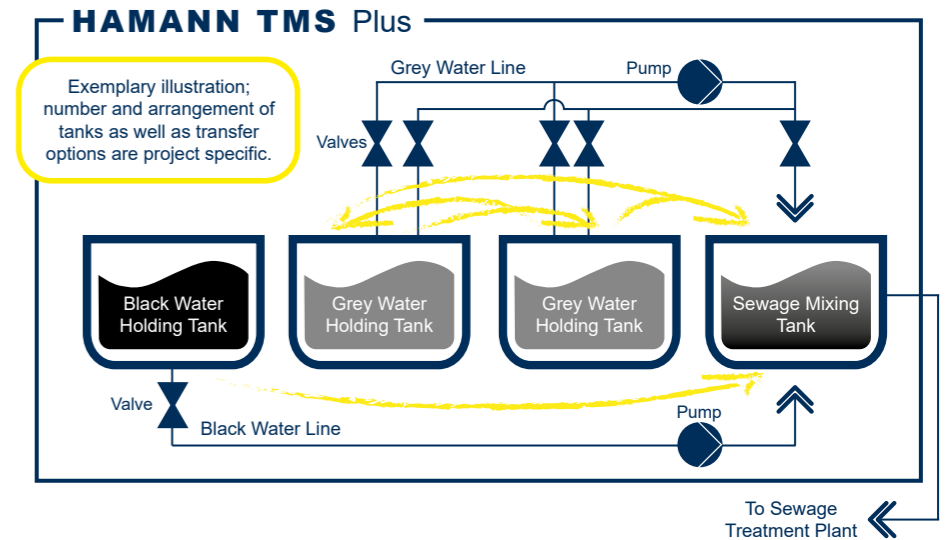 HAMANN TMS Plus
Exemplary illustration;
number and arrangement of
tanks as well as transfer
options are project specific.
Grey Water Line
Pump
Valves
Black Water
Holding Tank
Grey Water
Holding Tank
Grey Water
Holding Tank
Sewage Mixing
Tank
Valve
Black Water Line
Pump
To Sewage
Treatment Plant